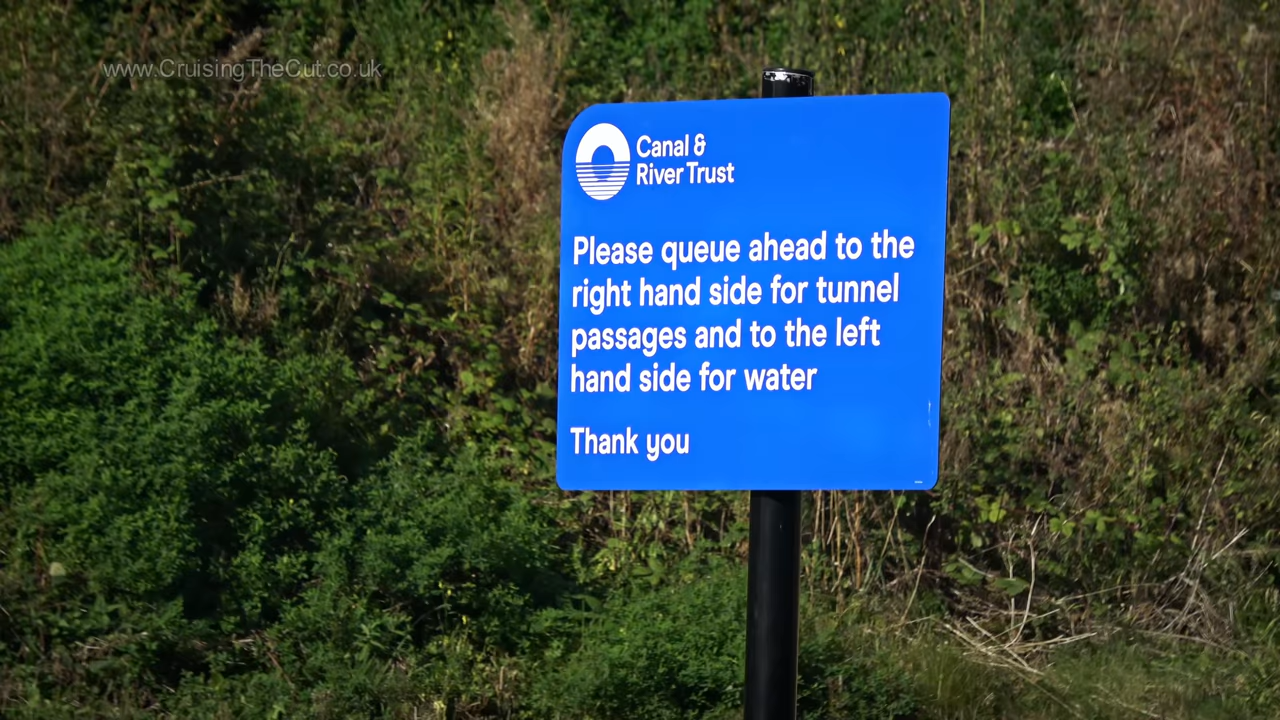 www.CruisingTheCut.co.uk
Canal &
River Trust
Please queue ahead to the
right hand side for tunnel
passages and to the left
hand side for water
Thank you